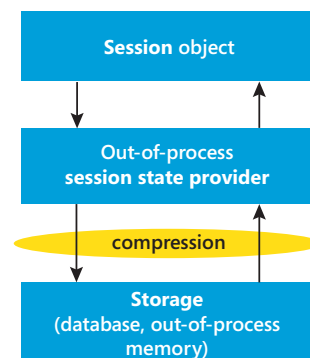 Session object
Out-of-process
session state provider
compression
Storage
(database, out-of-process
memory)